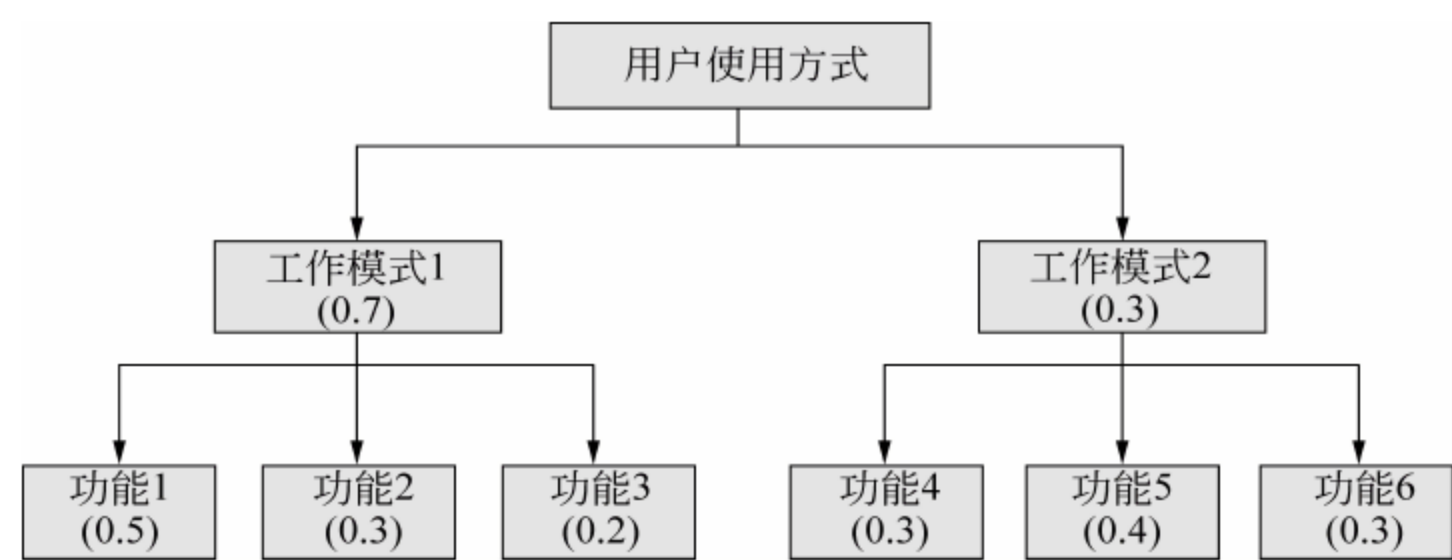 用户使用方式
工作模式1
(0.7)
工作模式2
(0.3)
功能1
(0.5)
功能2
(0.3)
功能3
(0.2)
功能4
(0.3)
功能5
(0.4)
功能6
(0.3)